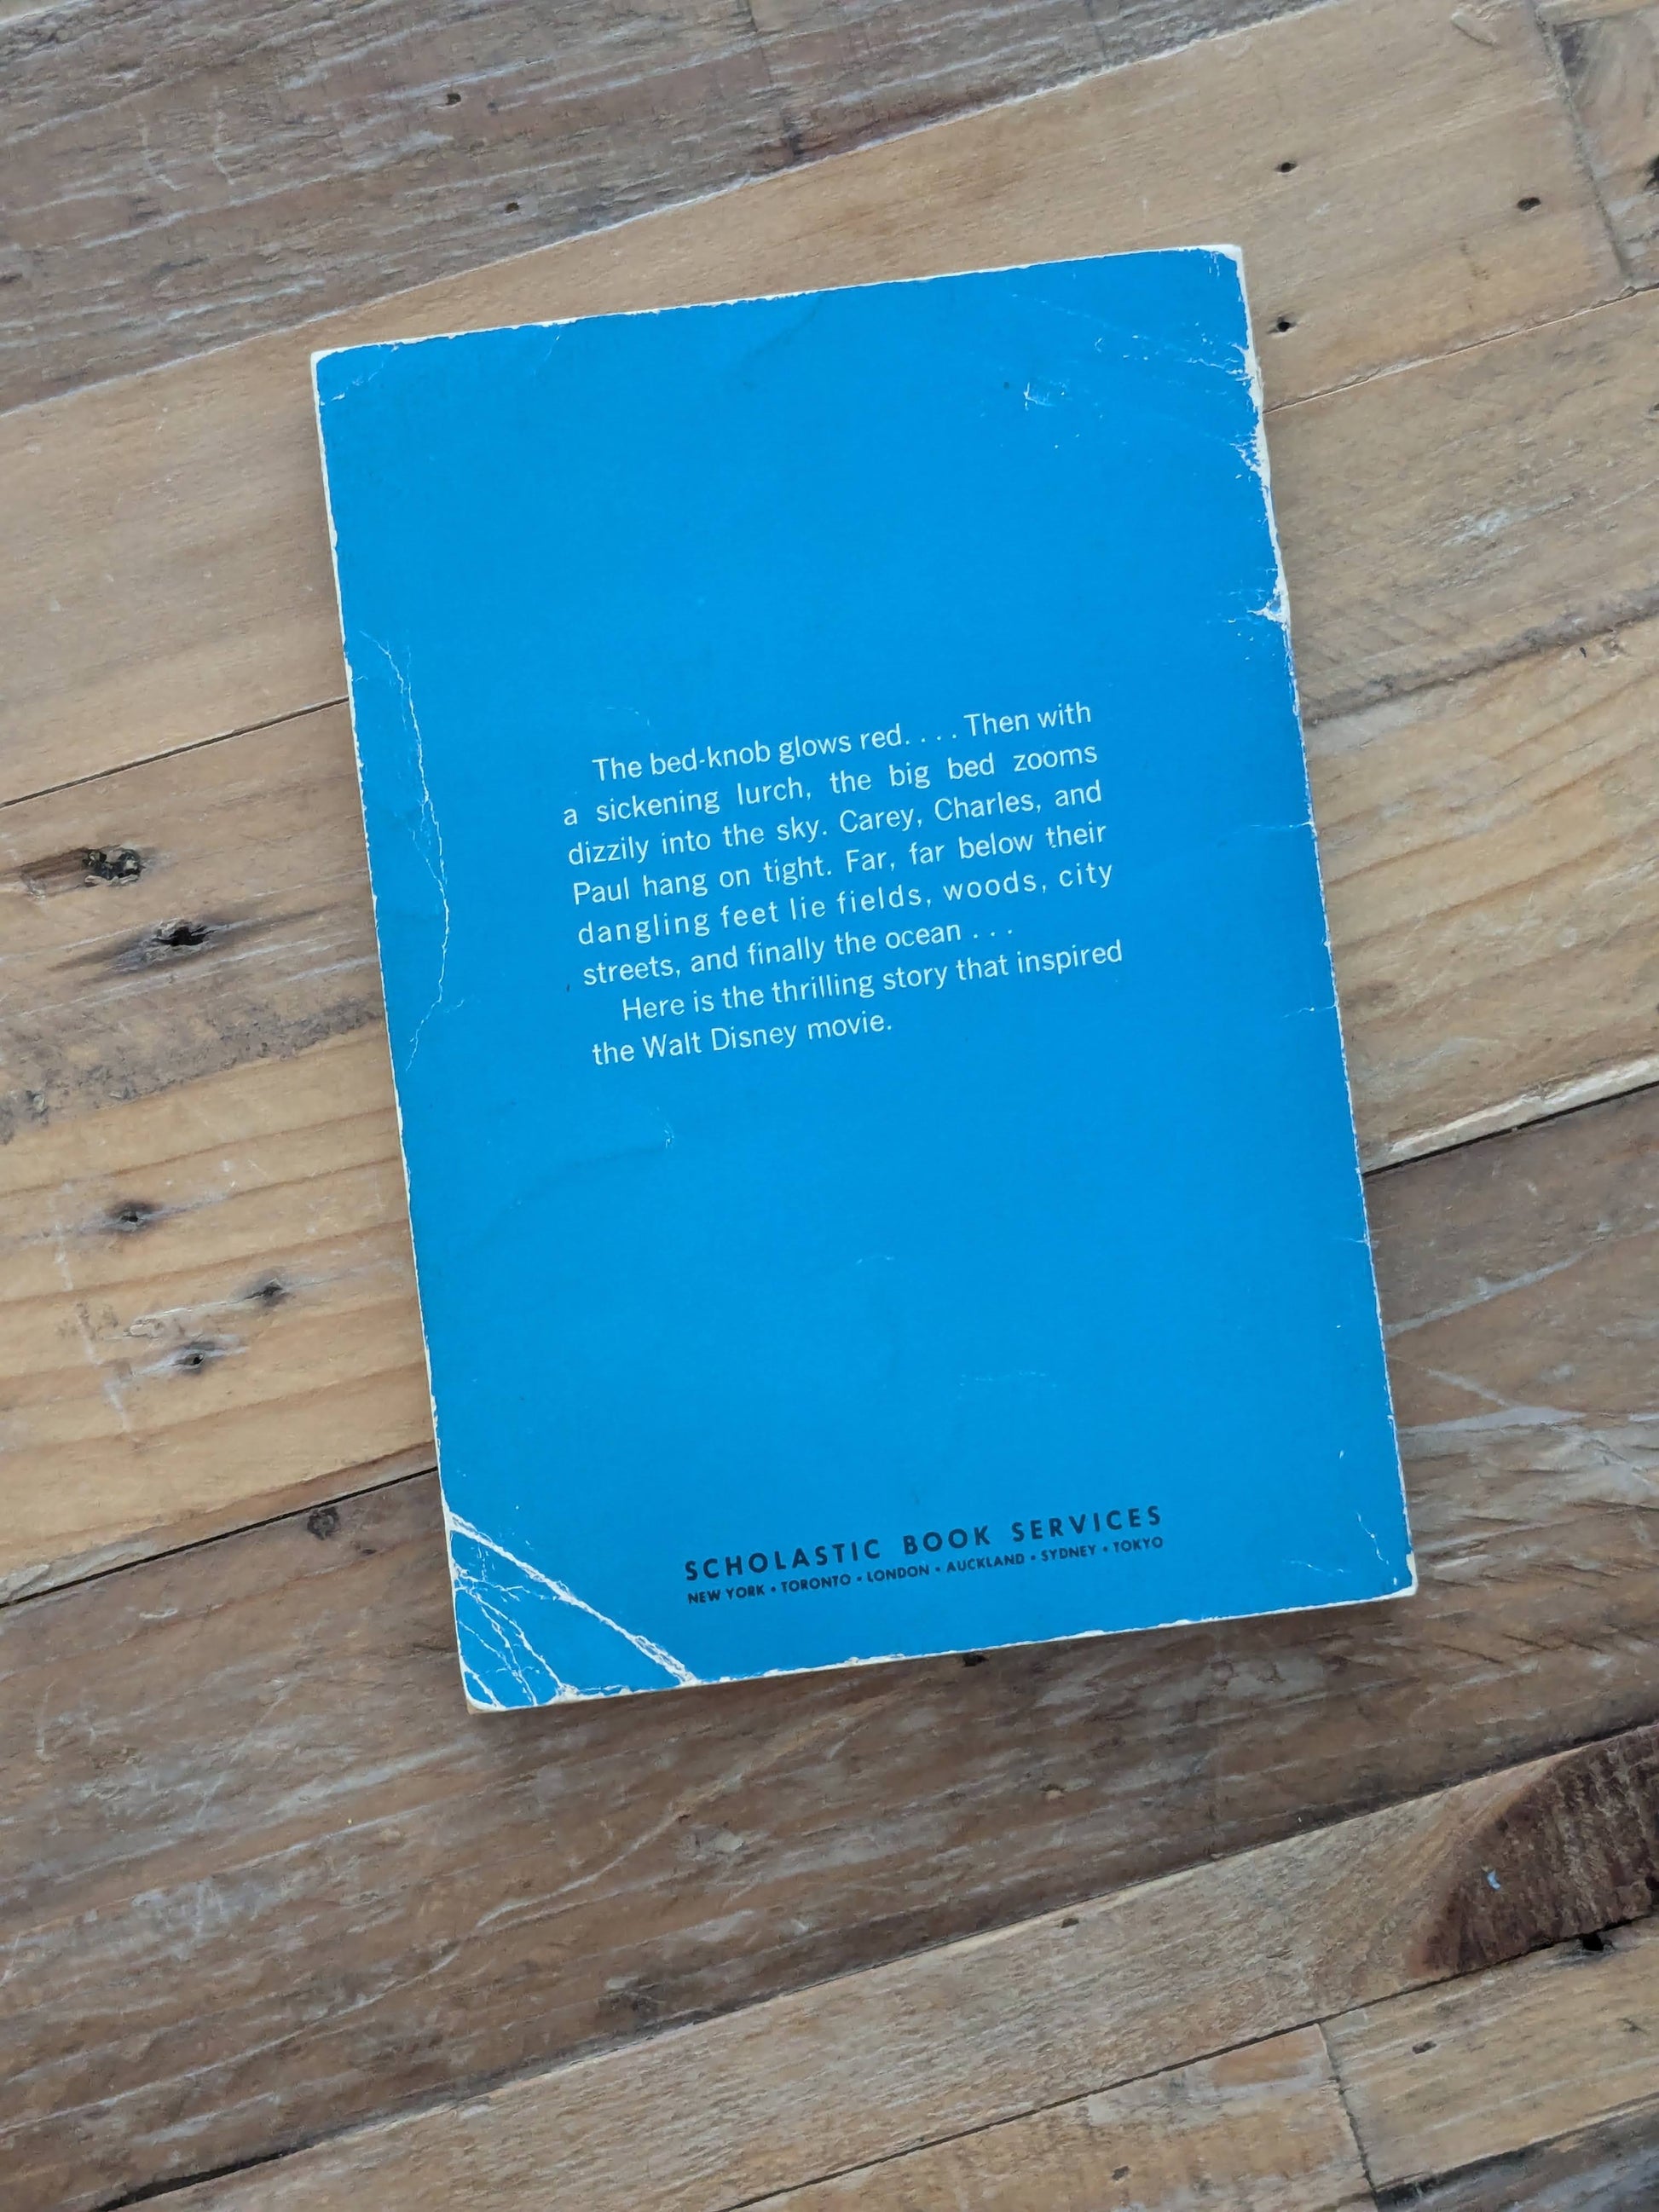 The bed-knob glows red. . . . Then with
a sickening lurch, the big bed zooms
dizzily into the sky. Carey, Charles, and
Paul hang on tight. Far, far below their
dangling feet lie fields, woods, city
streets, and finally the ocean . . .
Here is the thrilling story that inspired
the Walt Disney movie.
SCHOLASTIC BOOK SERVICES
NEW YORK • TORONTO • LONDON • AUCKLAND • SYDNEY • TOKYO